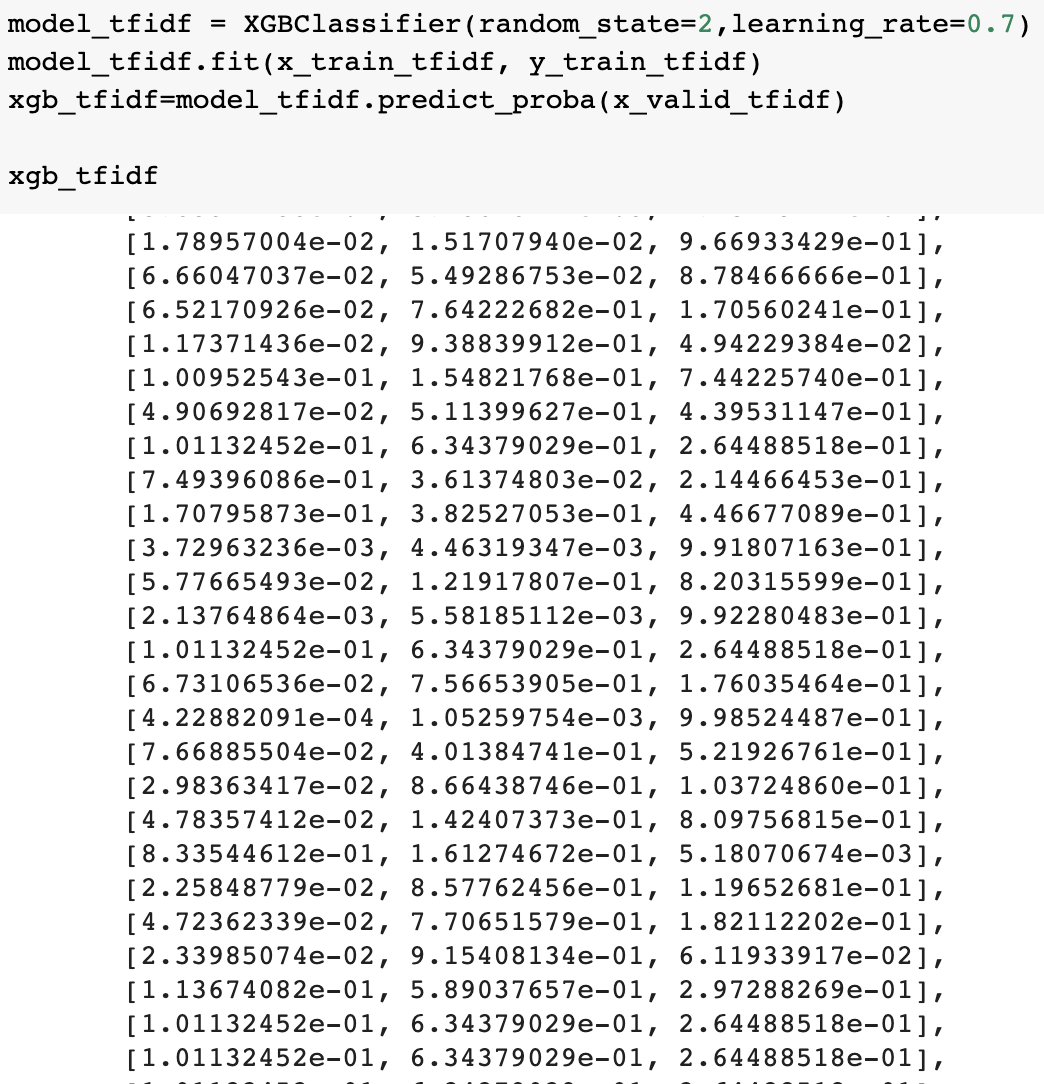 model_tfidf = XGBClassifier(random_state=2,learning_rate=0.7)
model_tfidf.fit(x_train_tfidf, y_train_tfidf)
xgb_tfidf=model_tfidf.predict_proba(x_valid_tfidf)
xgb_tfidf
[1.78957004e-02, 1.51707940e-02, 9.66933429e-01],
[6.66047037e-02, 5.49286753e-02, 8.78466666e-01],
[6.52170926e-02, 7.64222682e-01, 1.70560241e-01],
[1.17371436e-02, 9.38839912e-01, 4.94229384e-02],
[1.00952543e-01, 1.54821768e-01, 7.44225740e-01],
[4.90692817e-02, 5.11399627e-01, 4.39531147e-01],
[1.01132452e-01, 6.34379029e-01, 2.64488518e-01],
[7.49396086e-01, 3.61374803e-02, 2.14466453e-01],
[1.70795873e-01, 3.82527053e-01, 4.46677089e-01],
[3.72963236e-03, 4.46319347e-03, 9.91807163e-01],
[5.77665493e-02, 1.21917807e-01, 8.20315599e-01],
[2.13764864e-03, 5.58185112e-03, 9.92280483e-01],
[1.01132452e-01, 6.34379029e-01, 2.64488518e-01],
[6.73106536e-02, 7.56653905e-01, 1.76035464e-01],
[4.22882091e-04, 1.05259754e-03, 9.98524487e-01],
[7.66885504e-02, 4.01384741e-01, 5.21926761e-01],
[2.98363417e-02, 8.66438746e-01, 1.03724860e-01],
[4.78357412e-02, 1.42407373e-01, 8.09756815e-01],
[8.33544612e-01, 1.61274672e-01, 5.18070674e-03],
[2.25848779e-02, 8.57762456e-01, 1.19652681e-01],
[4.72362339e-02, 7.70651579e-01, 1.82112202e-01],
[2.33985074e-02, 9.15408134e-01, 6.11933917e-02],
[1.13674082e-01, 5.89037657e-01, 2.97288269e-01],
[1.01132452e-01, 6.34379029e-01, 2.64488518e-01],
[1.01132452e-01, 6.34379029e-01, 2.64488518e-01],